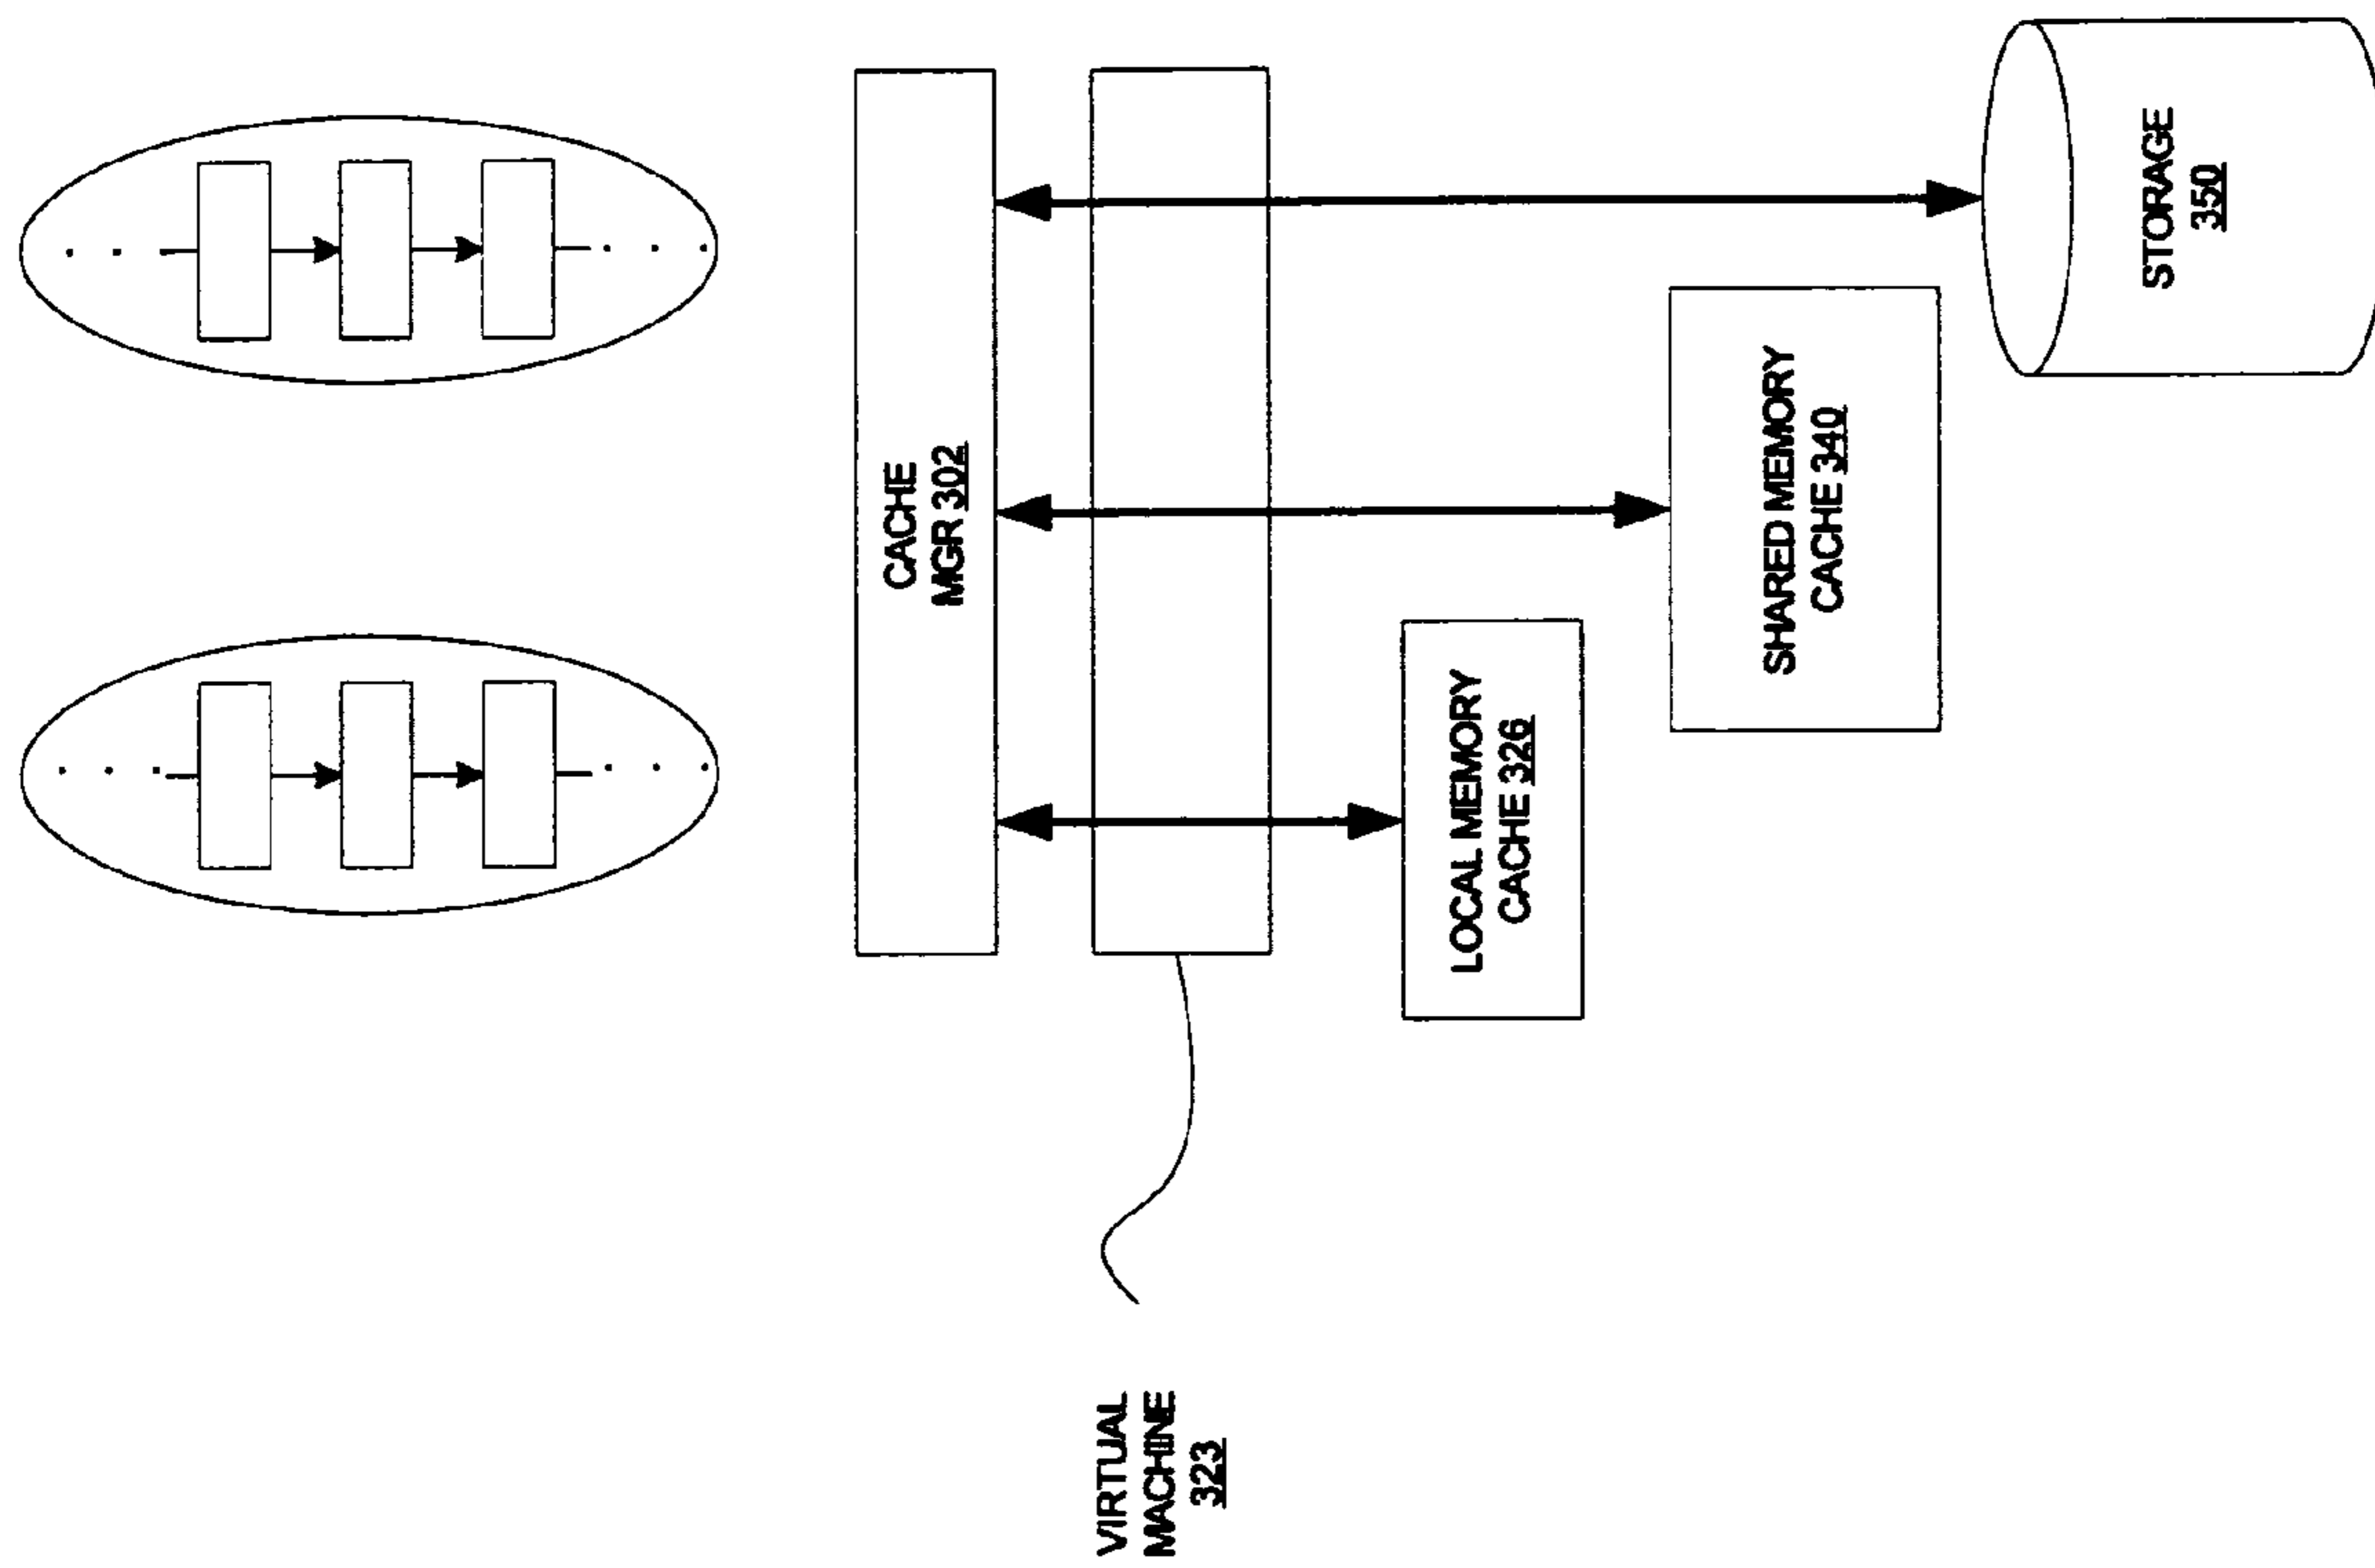 CACHE
MGR 302
VIRTUAL
MACHINE
323
LOCAL MEMORY
CACHE 326
SHARED MEMORY
CACHE 340
STORAGE
350